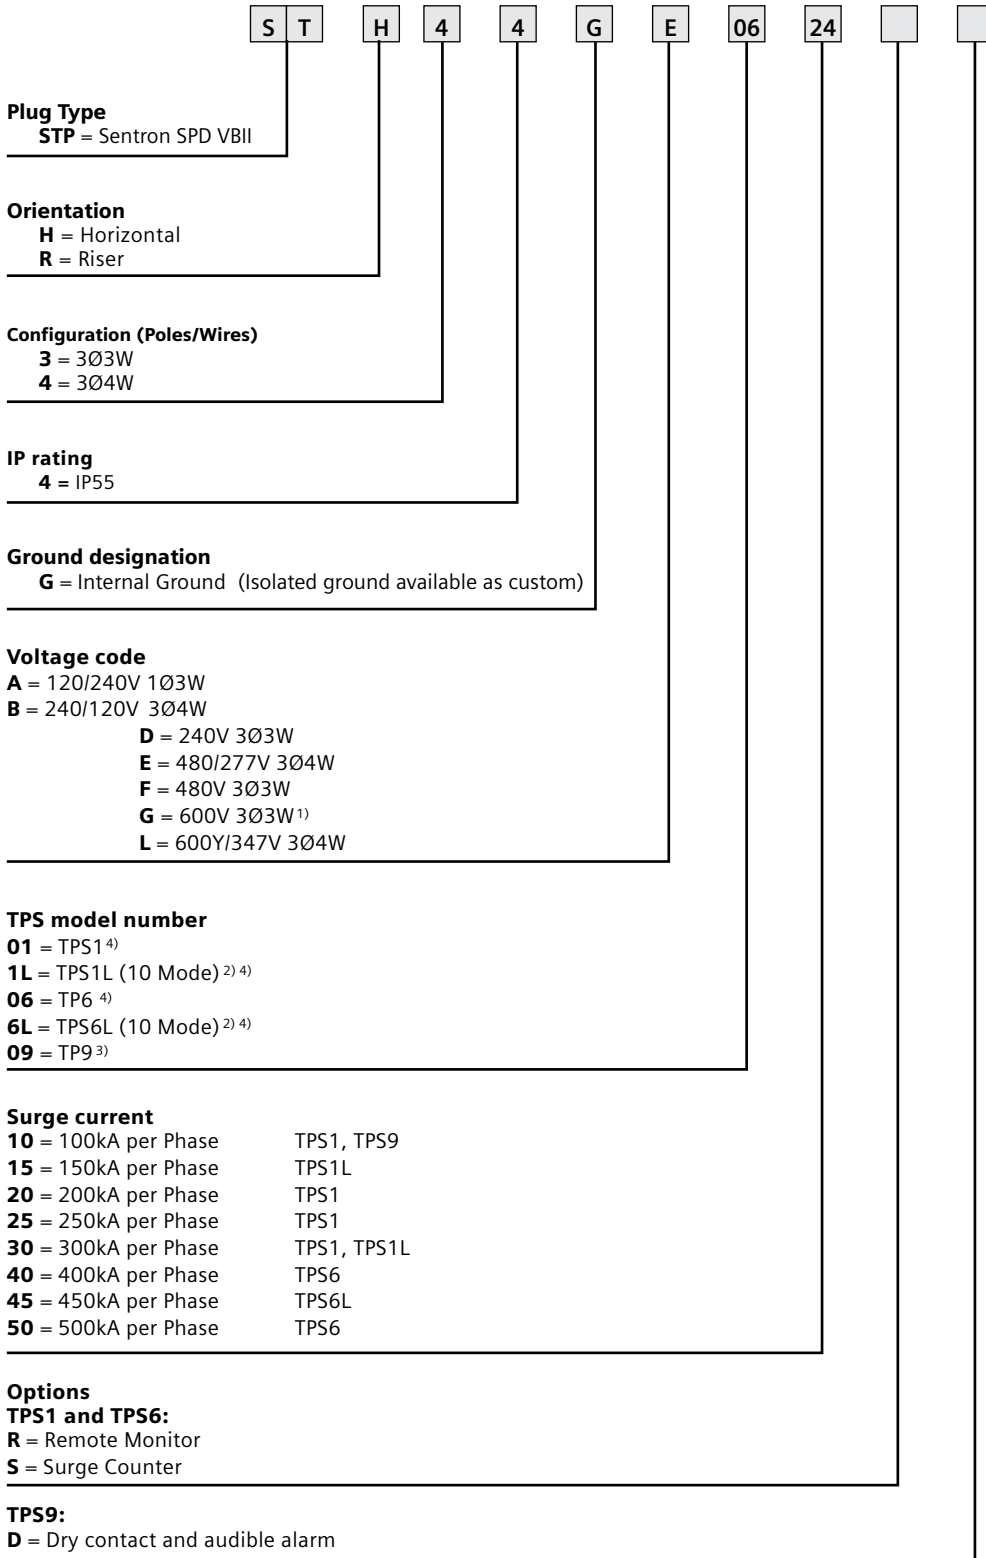 S T H 4 4 G E 06 24
Plug Type
STP = Sentron SPD VBII
Orientation
H = Horizontal
R = Riser
Configuration (Poles/Wires)
3 = 3Ø3W
4 = 3Ø4W
IP rating
4 = IP55
Ground designation
G = Internal Ground (Isolated ground available as custom)
Voltage code
A = 120/240V 1Ø3W
B = 240/120V 3Ø4W
D = 240V 3Ø3W
E = 480/277V 3Ø4W
F = 480V 3Ø3W
G = 600V 3Ø3W 1)
L = 600Y/347V 3Ø4W
TPS model number
01 = TPS1 4)
1L = TPS1L (10 Mode) 2) 4)
06 = TP6 4)
6L = TPS6L (10 Mode) 2) 4)
09 = TP9 3)
Surge current
10 = 100kA per Phase TPS1, TPS9
15 = 150kA per Phase TPS1L
20 = 200kA per Phase TPS1
25 = 250kA per Phase TPS1
30 = 300kA per Phase TPS1, TPS1L
40 = 400kA per Phase TPS6
45 = 450kA per Phase TPS6L
50 = 500kA per Phase TPS6
Options
TPS1 and TPS6:
R = Remote Monitor
S = Surge Counter
TPS9:
D = Dry contact and audible alarm